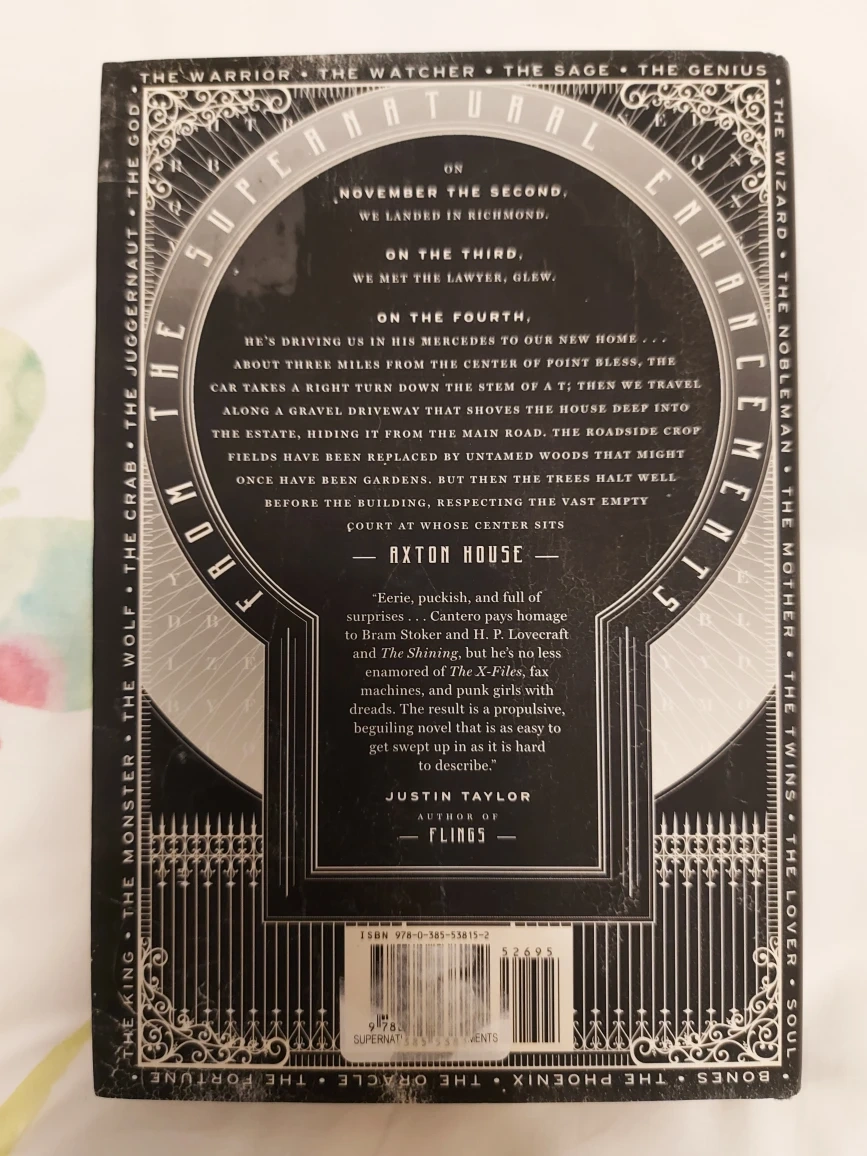 THE WARRIOR • THE WATCHER • THE SAGE • THE GENIUS •
THE WIZARD • THE NOBLEMAN • THE MOTHER • THE TWINS • THE LOVER • SOUL •
BONES • THE PHOENIX • THE ORACLE • THE FORTUNE •
THE KING • THE MONSTER • THE WOLF • THE CRAB • THE JUGGERNAUT • THE GOD •
FROM THE SUPERNATURAL ENHANCEMENTS
ON
NOVEMBER THE SECOND,
WE LANDED IN RICHMOND.
ON THE THIRD,
WE MET THE LAWYER, GLEW.
ON THE FOURTH,
HE'S DRIVING US IN HIS MERCEDES TO OUR NEW HOME . . .
ABOUT THREE MILES FROM THE CENTER OF POINT BLESS, THE
CAR TAKES A RIGHT TURN DOWN THE STEM OF A T; THEN WE TRAVEL
ALONG A GRAVEL DRIVEWAY THAT SHOVES THE HOUSE DEEP INTO
THE ESTATE, HIDING IT FROM THE MAIN ROAD. THE ROADSIDE CROP
FIELDS HAVE BEEN REPLACED BY UNTAMED WOODS THAT MIGHT
ONCE HAVE BEEN GARDENS. BUT THEN THE TREES HALT WELL
BEFORE THE BUILDING, RESPECTING THE VAST EMPTY
COURT AT WHOSE CENTER SITS
— AXTON HOUSE —
"Eerie, puckish, and full of
surprises . . . Cantero pays homage
to Bram Stoker and H. P. Lovecraft
and The Shining, but he's no less
enamored of The X-Files, fax
machines, and punk girls with
dreads. The result is a propulsive,
beguiling novel that is as easy to
get swept up in as it is hard
to describe."
JUSTIN TAYLOR
AUTHOR OF
— FLINGS —
ISBN 978-0-385-53815-2
52695